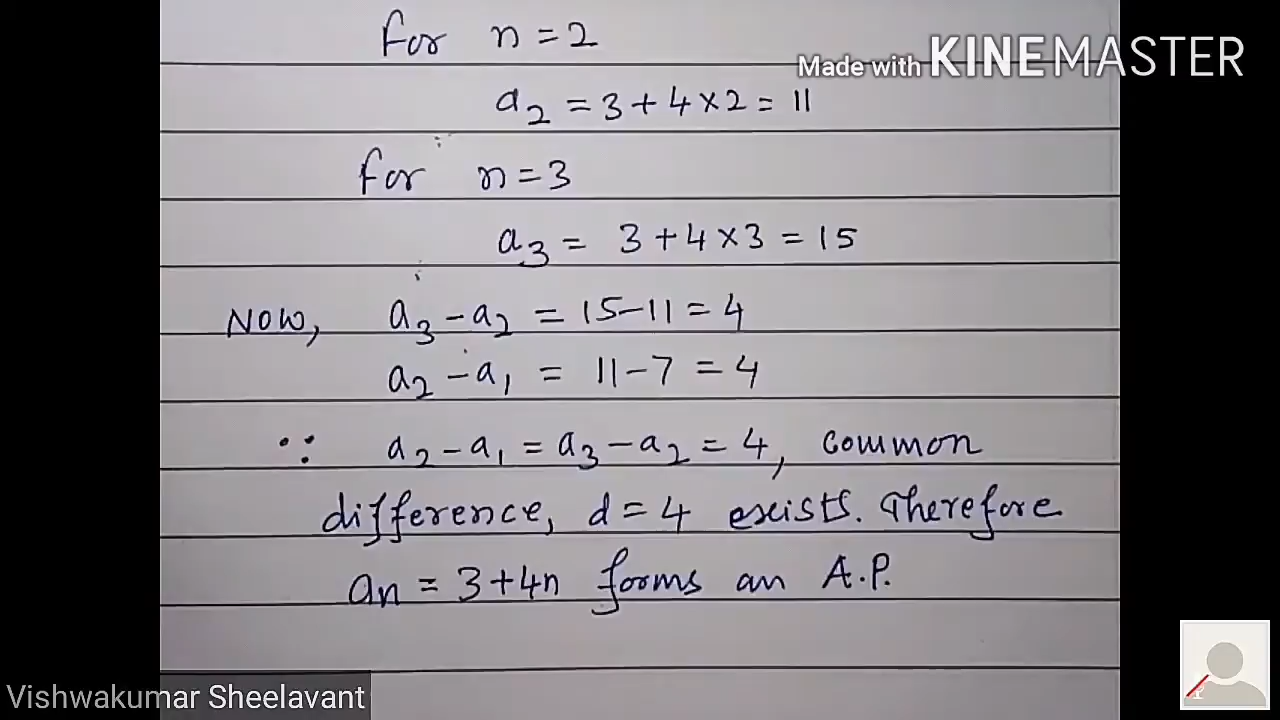 for n = 2
Made with KINEMASTER
a2 = 3 + 4 × 2 = 11
for n = 3
a3 = 3 + 4 × 3 = 15
Now, a3 - a2 = 15 - 11 = 4
a2 - a1 = 11 - 7 = 4
∵ a2 - a1 = a3 - a2 = 4, common
difference, d = 4 exists. Therefore
an = 3 + 4n forms an A.P.
Vishwakumar Sheelavant